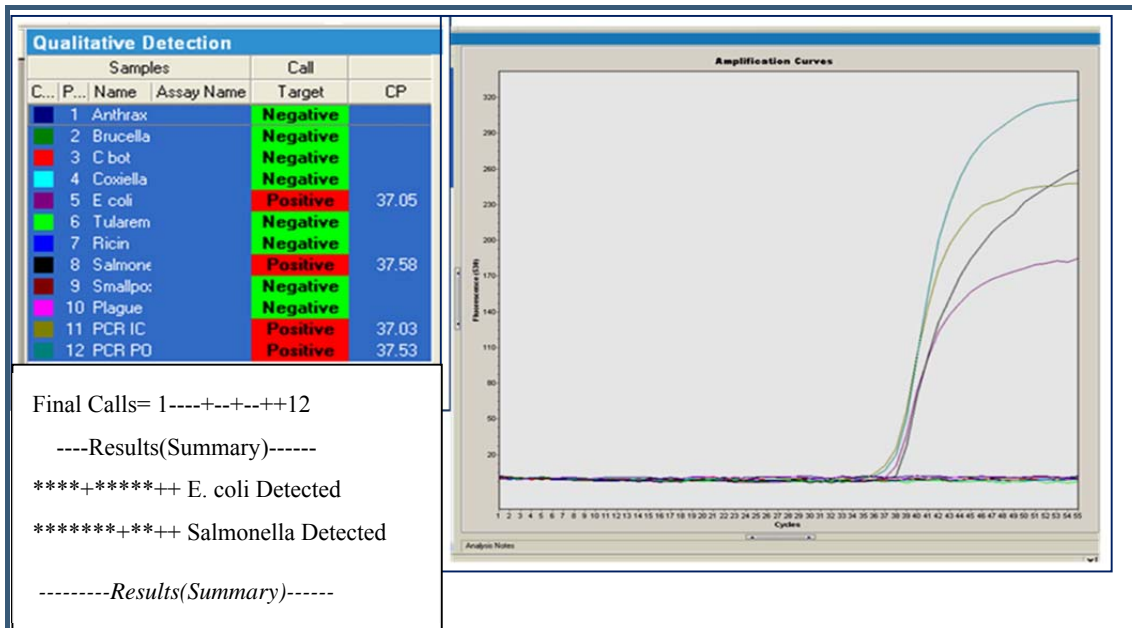 Qualitative Detection
Samples Call
C... P... Name Assay Name Target CP
1 Anthrax Negative
2 Brucella Negative
3 C bot Negative
4 Coxiella Negative
5 E coli Positive 37.05
6 Tularem Negative
7 Ricin Negative
8 Salmone Positive 37.58
9 Smallpo: Negative
10 Plague Negative
11 PCR IC Positive 37.03
12 PCR PO Positive 37.53
Final Calls= 1----+--+--++12
----Results(Summary)------
****+*****++ E. coli Detected
*******+**++ Salmonella Detected
---------Results(Summary)------
Amplification Curves
Fluorescence (530)
320
290
260
230
200
170
140
110
80
50
20
1 2 3 4 5 6 7 8 9 10 11 12 13 14 15 16 17 18 19 20 21 22 23 24 25 26 27 28 29 30 31 32 33 34 35 36 37 38 39 40 41 42 43 44 45 46 47 48 49 50 51 52 53 54 55
Cycles
Analysis Notes